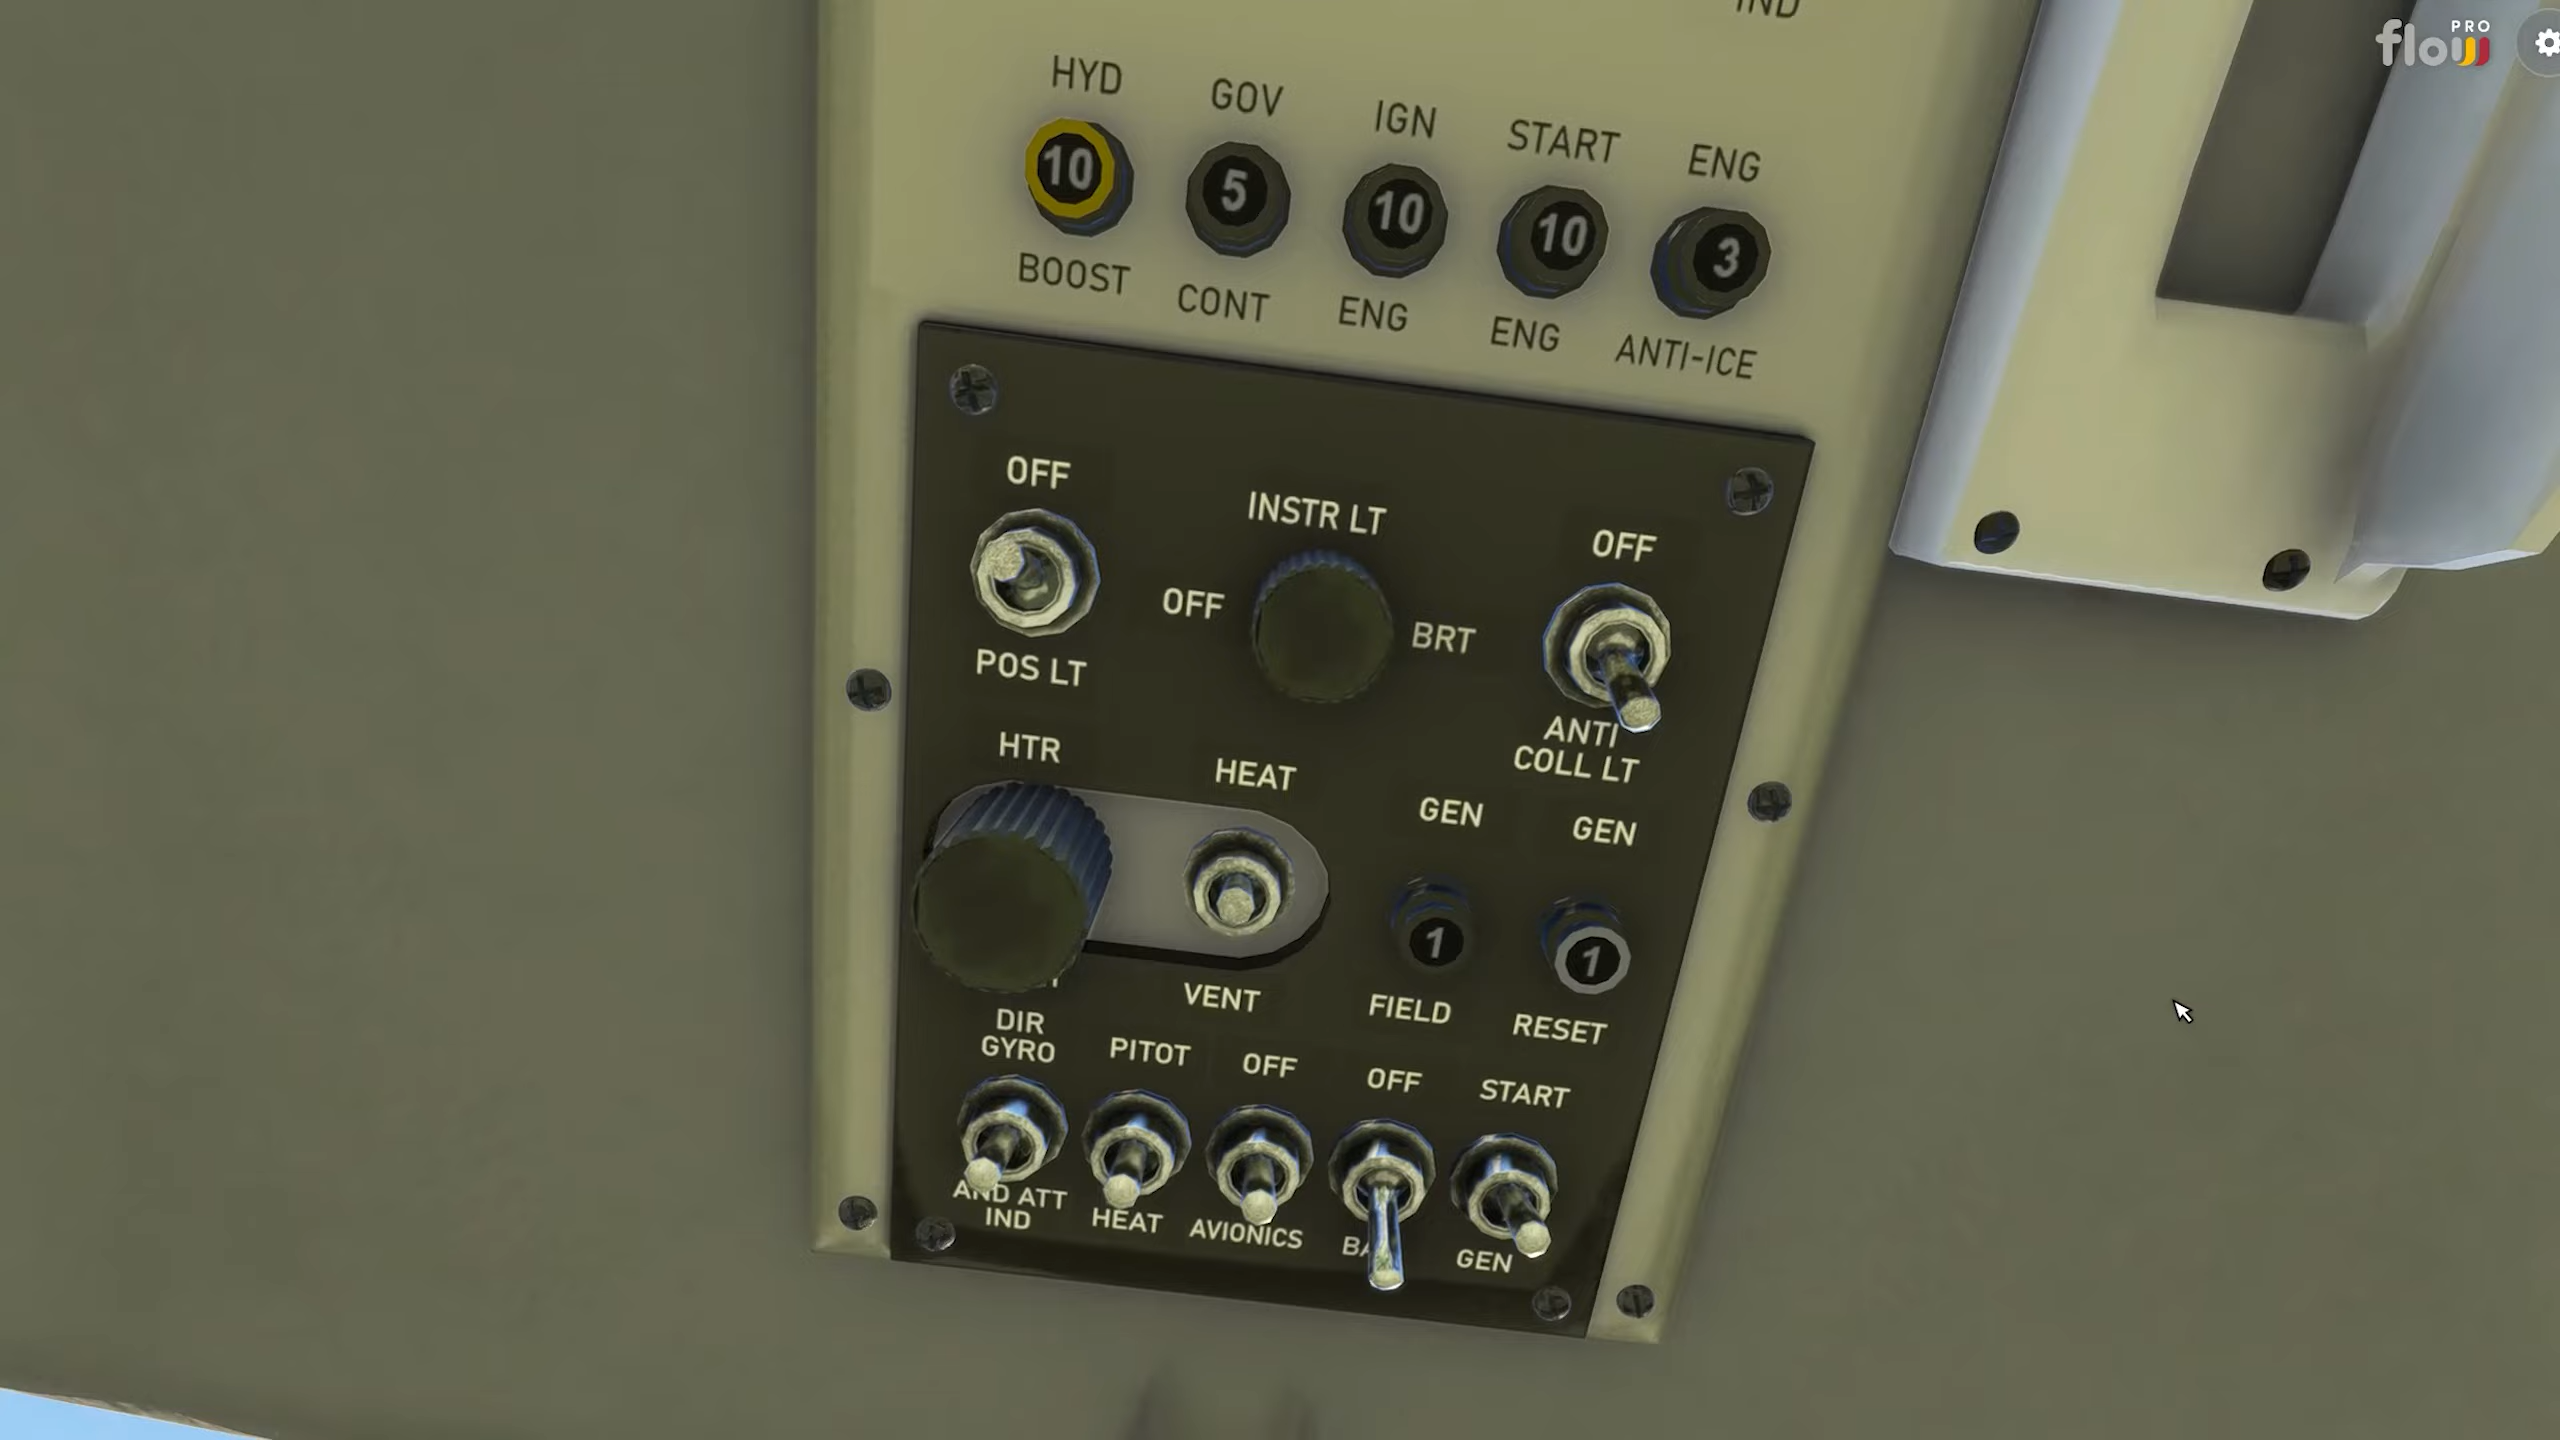 IND
PRO
flow
HYD GOV IGN START ENG
10 5 10 10 3
BOOST CONT ENG ENG ANTI-ICE
OFF
INSTR LT
OFF
OFF
BRT
POS LT
ANTI
COLL LT
HTR
HEAT
GEN GEN
1 1
VENT
FIELD RESET
DIR
GYRO
PITOT OFF OFF START
AND ATT
IND
HEAT AVIONICS GEN